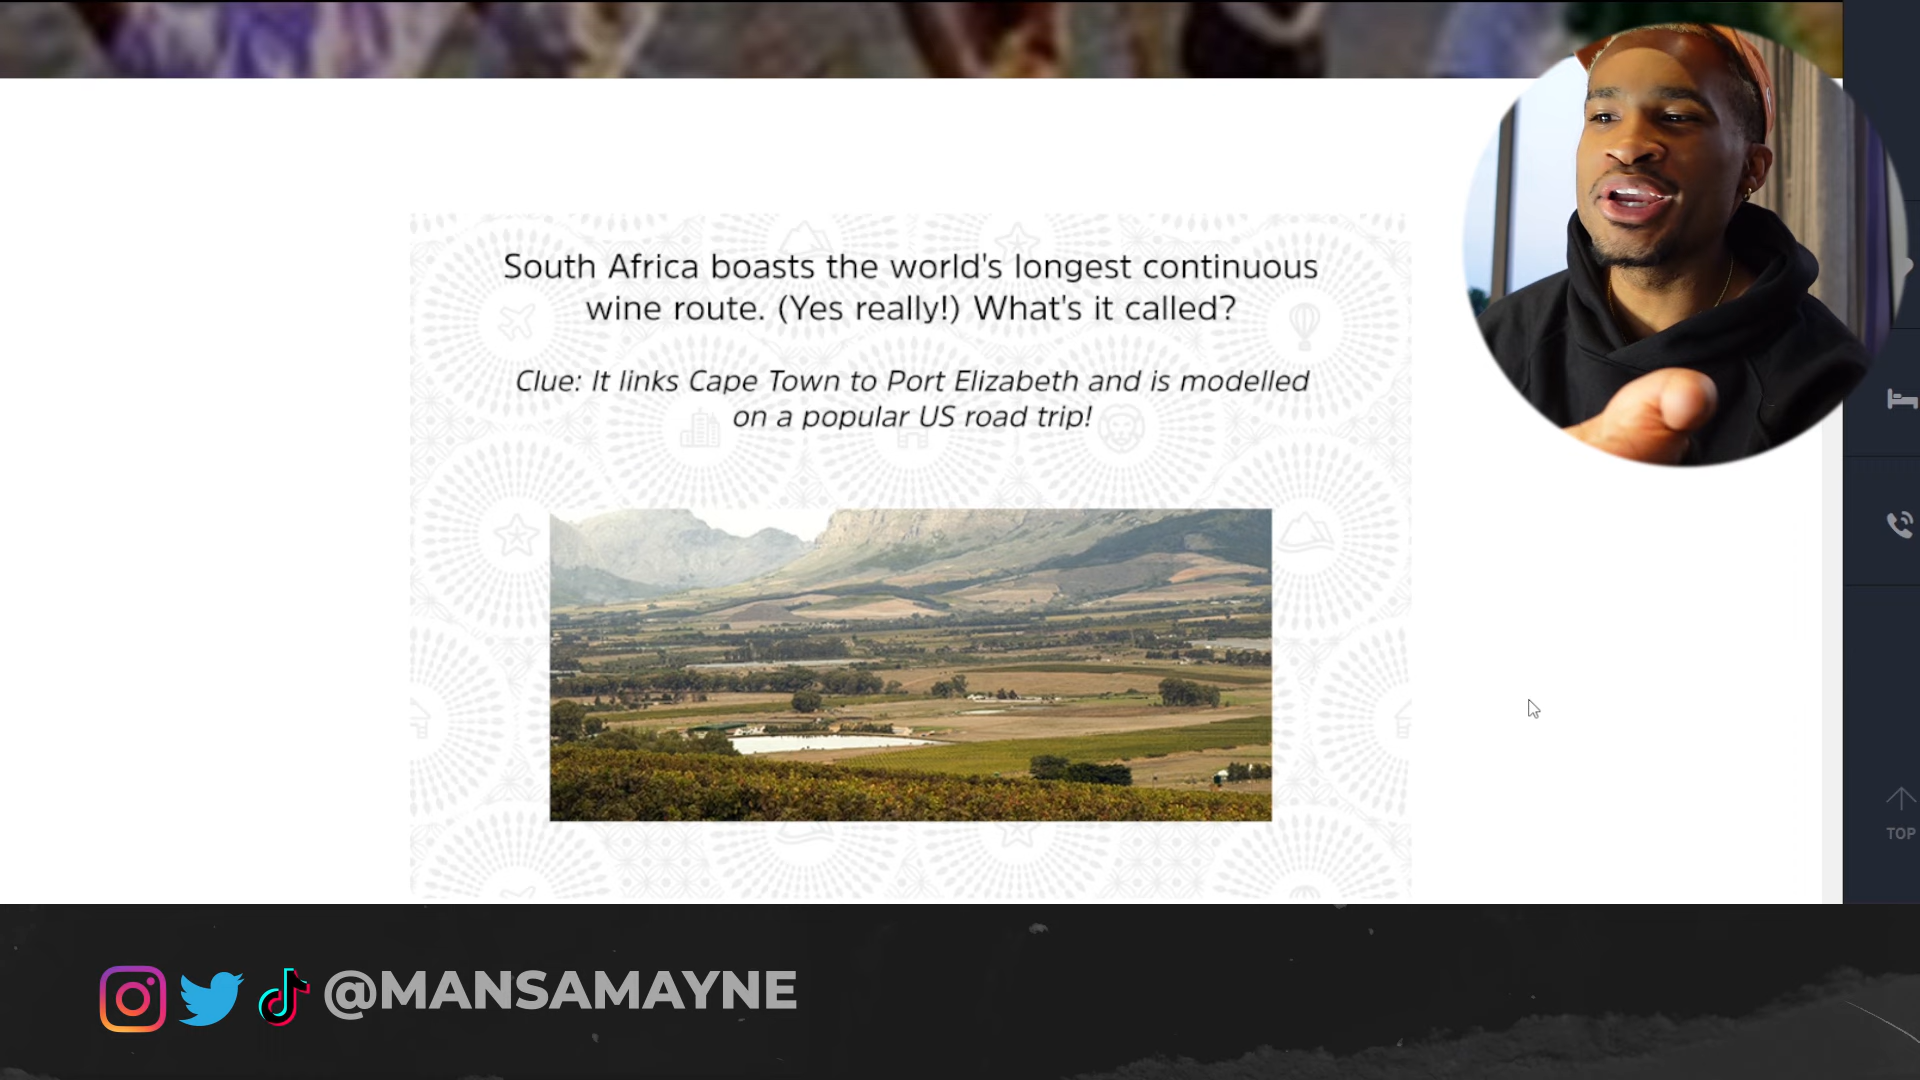 South Africa boasts the world's longest continuous
wine route. (Yes really!) What's it called?
Clue: It links Cape Town to Port Elizabeth and is modelled
on a popular US road trip!
TOP
@MANSAMAYNE